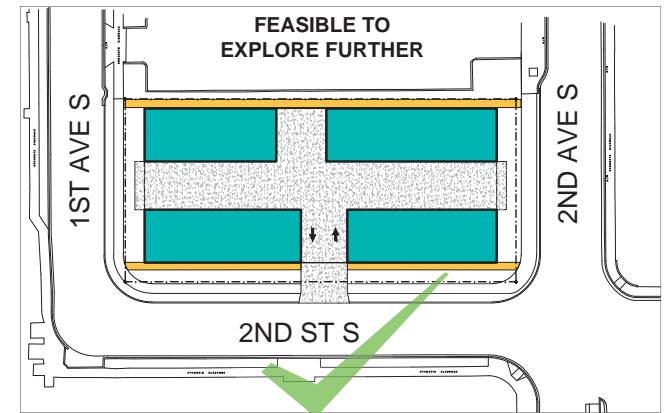 FEASIBLE TO
EXPLORE FURTHER
1ST AVE S
2ND AVE S
2ND ST S